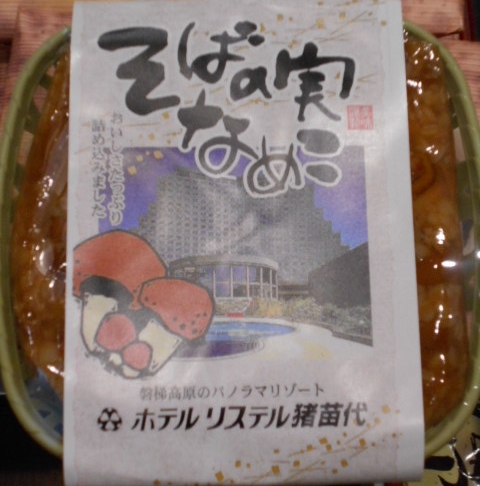 そばの実
なめこ
おいしさたっぷり
詰め込みました
磐梯高原のパノラマリゾート
ホテル リステル猪苗代